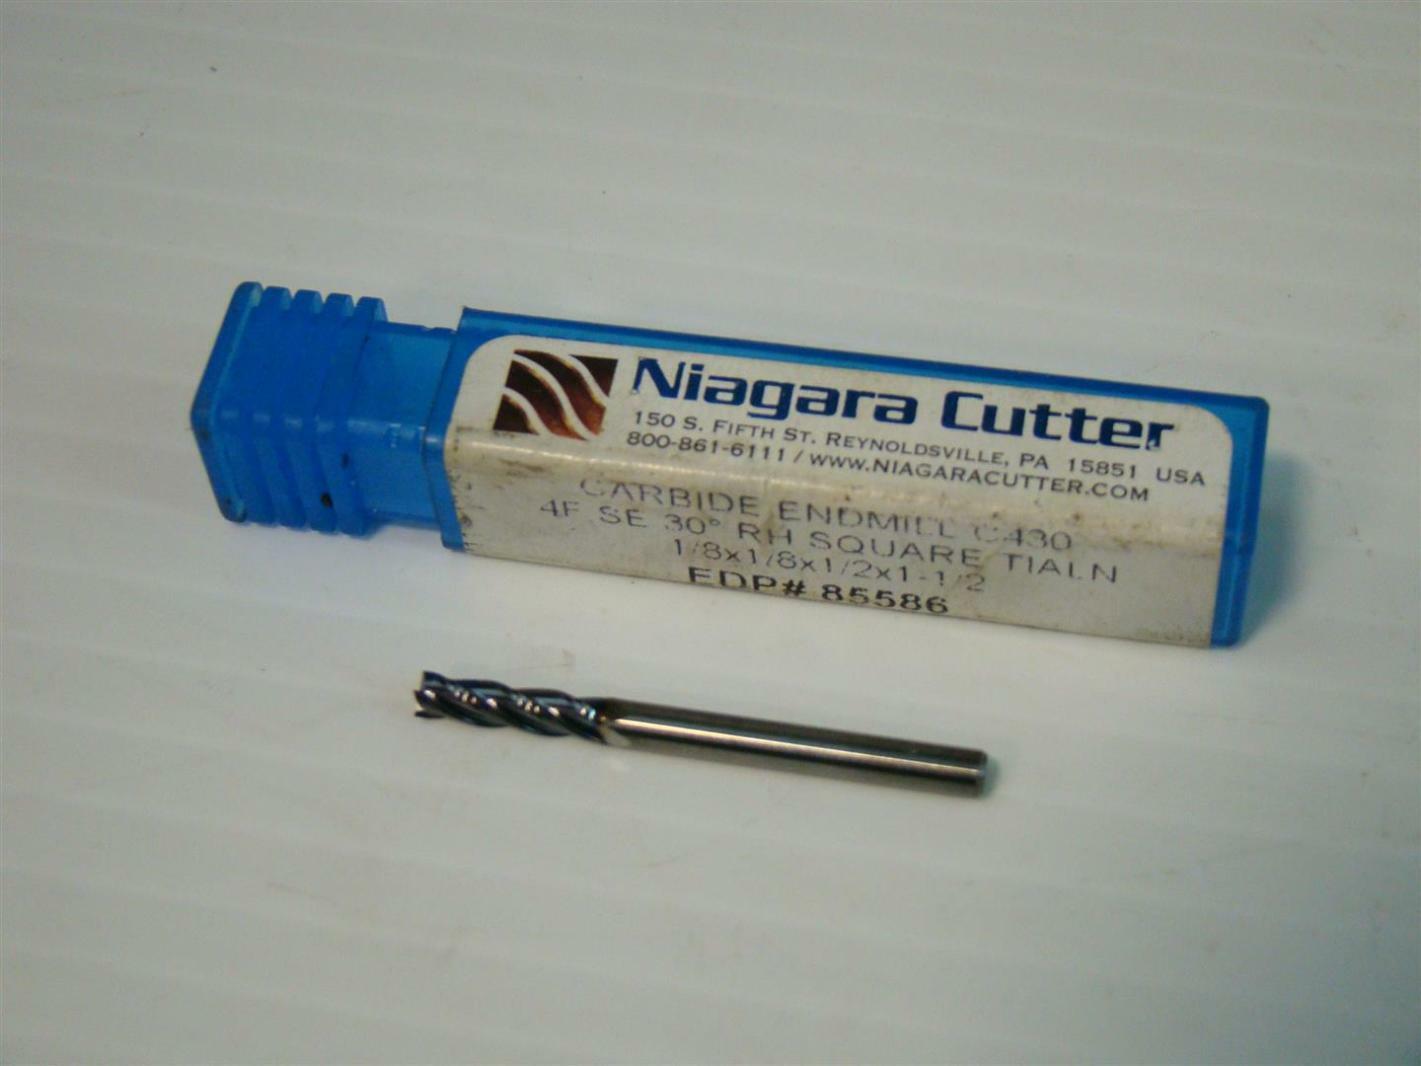 Niagara Cutter
150 S. FIFTH ST. REYNOLDSVILLE, PA 15851 USA
800-861-6111 / WWW.NIAGARACUTTER.COM
CARBIDE ENDMILL C430
4F SE 30° RH SQUARE TIALN
1/8x1/8x1/2x1-1/2
EDP# 85586